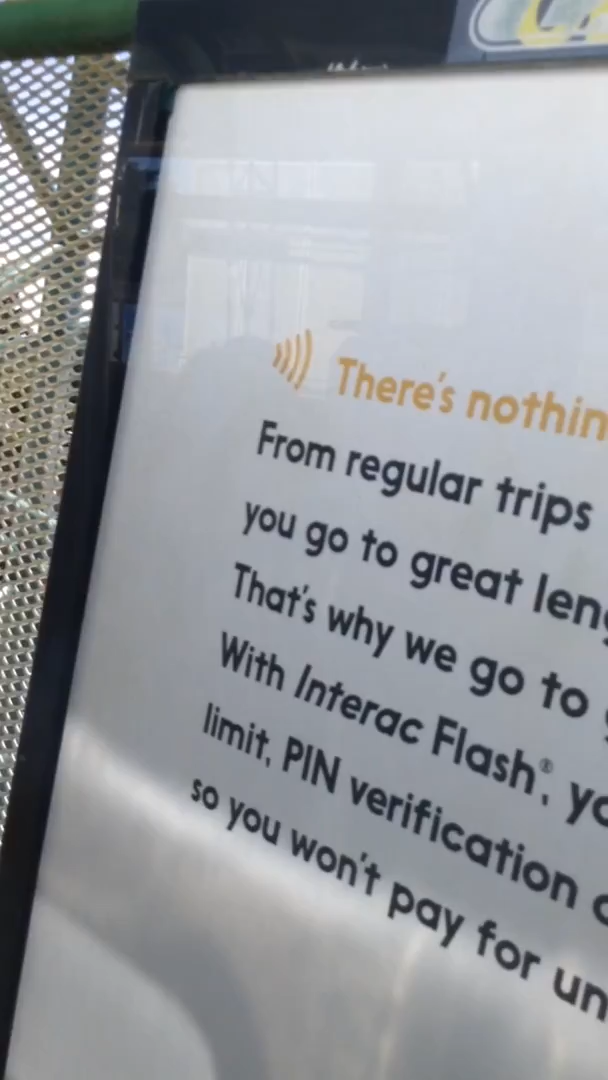 There's nothin
From regular trips
you go to great leng
That's why we go to g
With Interac Flash®, yo
limit, PIN verification
so you won't pay for un